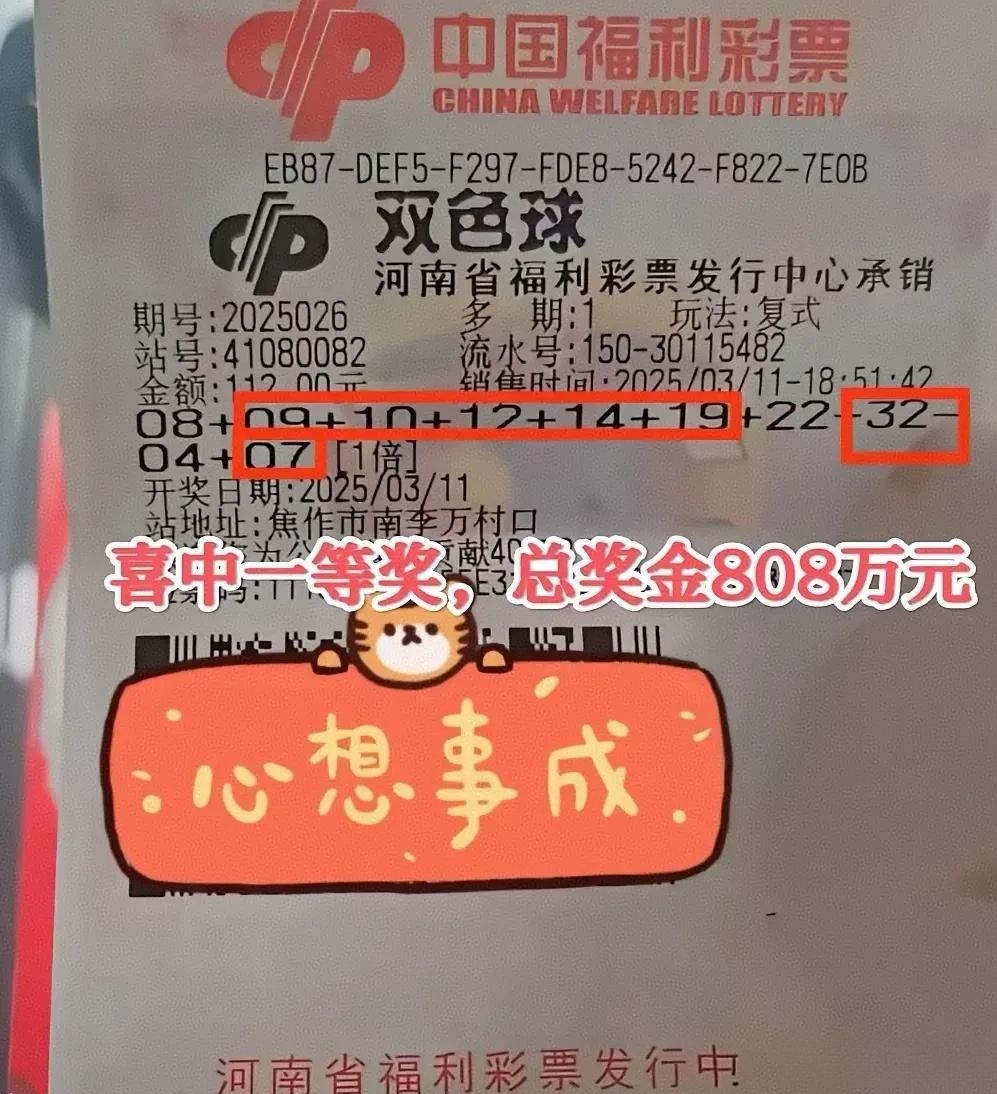 中国福利彩票
CHINA WELFARE LOTTERY
EB87-DEF5-F297-FDE8-5242-F822-7E0B
双色球
河南省福利彩票发行中心承销
期号:2025026 多 期:1 玩法:复式
站号:41080082 流水号:150-30115482
金额:112.00元 销售时间:2025/03/11-18:51:42
08+09+10+12+14+19+22+32-
04+07 [1倍]
开奖日期:2025/03/11
站地址:焦作市南李万村口
喜中一等奖，总奖金808万元
心想事成
河南省福利彩票发行中